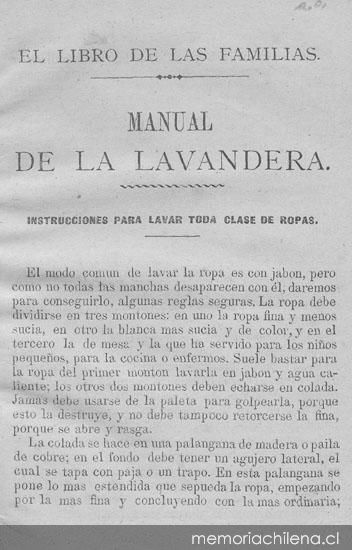 EL LIBRO DE LAS FAMILIAS.
MANUAL
DE LA LAVANDERA.
INSTRUCCIONES PARA LAVAR TODA CLASE DE ROPAS.
El modo comun de lavar la ropa es con jabon, pero
como no todas las manchas desaparecen con él, daremos
para conseguirlo, algunas reglas seguras. La ropa debe
dividirse en tres montones: en uno la ropa fina y menos
sucia, en otro la blanca mas sucia y de color, y en el
tercero la de mesa y la que ha servido para los niños
pequeños, para la cocina o enfermos. Suele bastar para
la ropa del primer monton lavarla en jabon y agua ca-
liente; los otros dos montones deben echarse en colada.
Jamas debe usarse de la paleta para golpearla, porque
esto la destruye, y no debe tampoco retorcerse la fina,
porque se abre y rasga.
La colada se hace en una palangana de madera o paila
de cobre; en el fondo debe tener un agujero lateral, el
cual se tapa con paja o un trapo. En esta palangana se
pone lo mas estendida que sepueda la ropa, empezando
por la mas fina y concluyendo con la mas ordinaria;
memoriachilena.cl